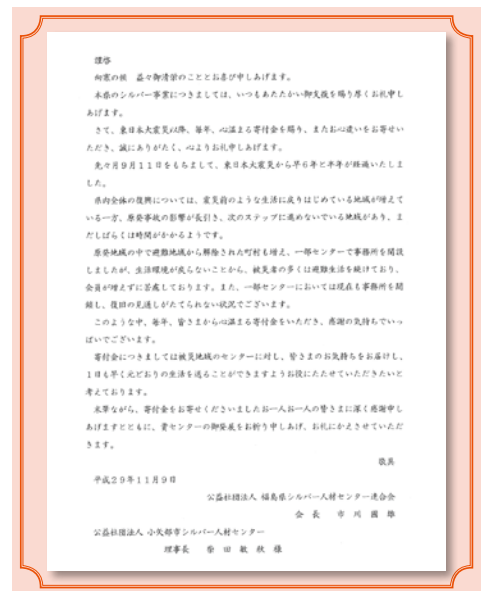 謹啓
向寒の候　益々御清栄のこととお喜び申しあげます。
本県のシルバー事業につきましては、いつもあたたかい御支援を賜り厚くお礼申し
あげます。
さて、東日本大震災以降、毎年、心温まる寄付金を賜り、またお心遣いをお寄せいた
だき、誠にありがたく、心よりお礼申しあげます。
先々月９月１１日をもちまして、東日本大震災から早６年と半年が経過いたしま
した。
県内全体の復興については、震災前のような生活に戻りはじめている地域が増えて
いる一方、原発事故の影響が長引き、次のステップに進めないでいる地域があり、ま
だしばらくは時間がかかるようです。
原発地域の中で避難地域から解除された町村も増え、一部センターで事務所を開設
しましたが、生活環境が戻らないことから、被災者の多くは避難生活を続けており、
会員が増えずに苦慮しております。また、一部センターにおいては現在も事務所を閉
鎖し、復旧の見通しがたてられない状況でございます。
このような中、毎年、皆さまから心温まる寄付金をいただき、感謝の気持ちでいっ
ぱいでございます。
寄付金につきましては被災地域のセンターに対し、皆さまのお気持ちをお届けし、
１日も早く元どおりの生活を送ることができますようお役にたたせていただきたいと
考えております。
末筆ながら、寄付金をお寄せくださいましたお一人お一人の皆さまに深く感謝申し
あげますとともに、貴センターの御発展をお祈り申しあげ、お礼にかえさせていただ
きます。
敬具
平成２９年１１月９日
公益社団法人 福島県シルバー人材センター連合会
会　長　市　川　國　雄
公益社団法人 小矢部市シルバー人材センター
理事長　柴　田　敏　秋　様